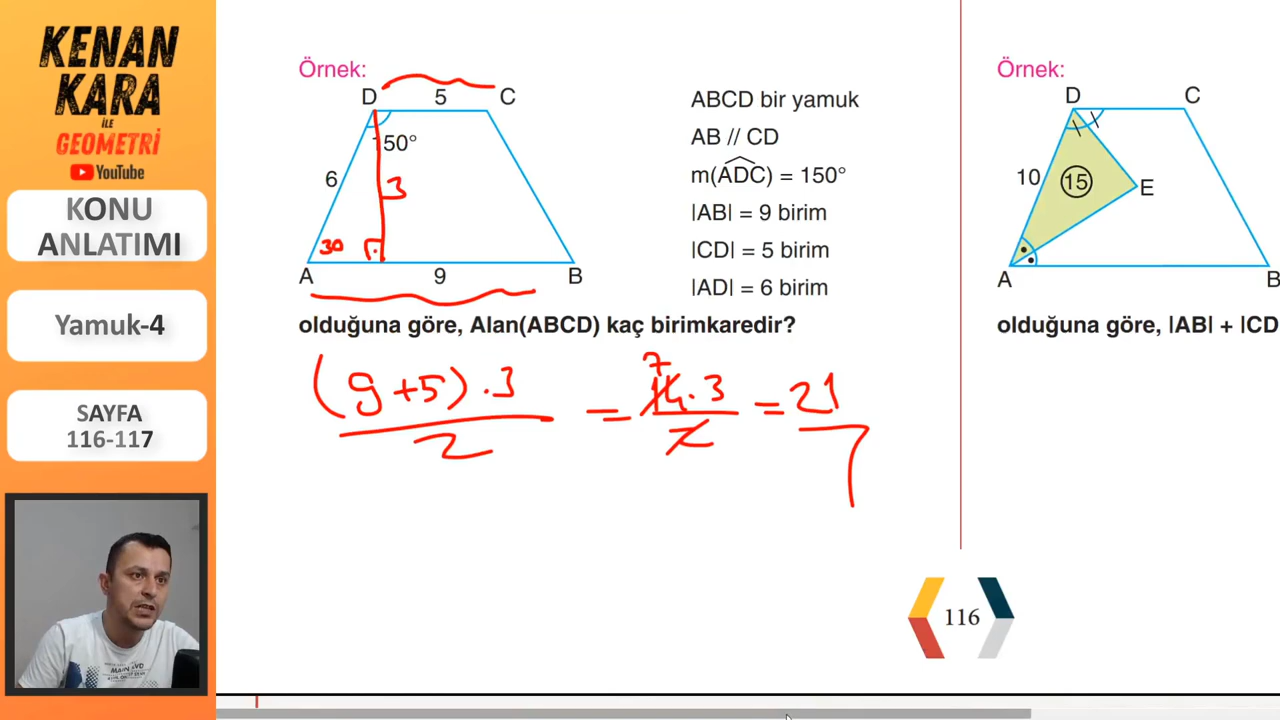 KENAN
KARA
İLE
GEOMETRİ
YouTube
KONU
ANLATIMI
Yamuk-4
SAYFA
116-117
Örnek:
D 5 C
150°
6
3
30
A 9 B
ABCD bir yamuk
AB // CD
m(ADC) = 150°
|AB| = 9 birim
|CD| = 5 birim
|AD| = 6 birim
olduğuna göre, Alan(ABCD) kaç birimkaredir?
(9+5).3 / 2 = 14.3 / 2 = 21
7
116
Örnek:
D C
10 15 E
A B
olduğuna göre, |AB| + |CD